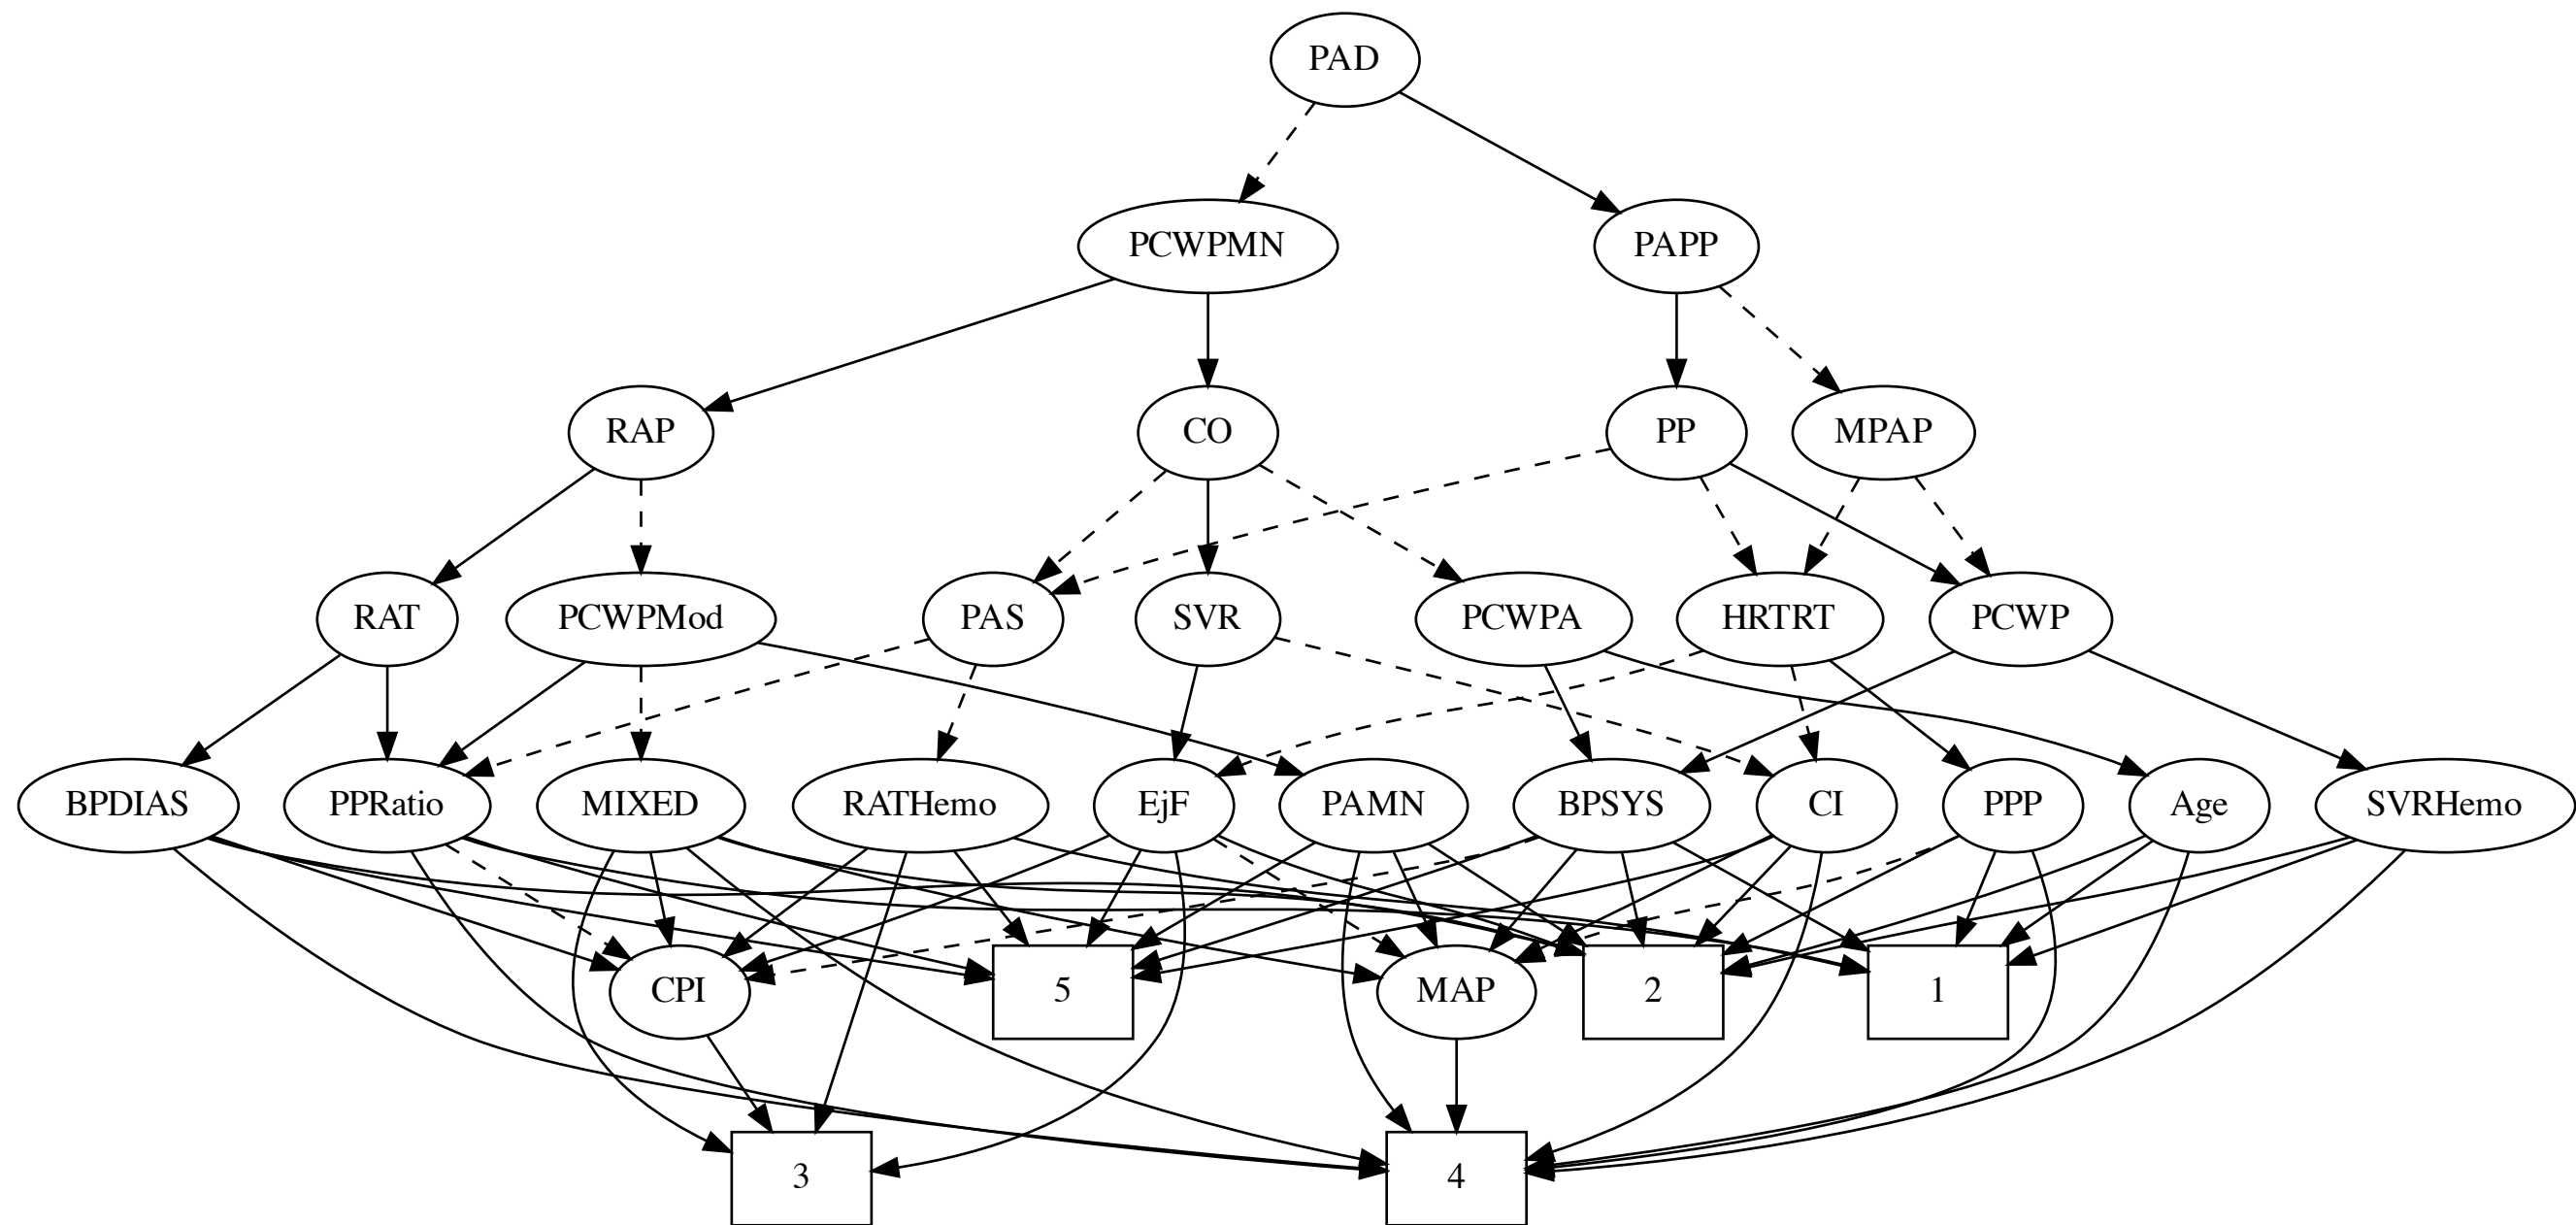 PAD
PCWPMN
PAPP
RAP
CO
PP
MPAP
RAT
PCWPMod
PAS
SVR
PCWPA
HRTRT
PCWP
BPDIAS
PPRatio
MIXED
RATHemo
EjF
PAMN
BPSYS
CI
PPP
Age
SVRHemo
CPI
5
MAP
2
1
3
4